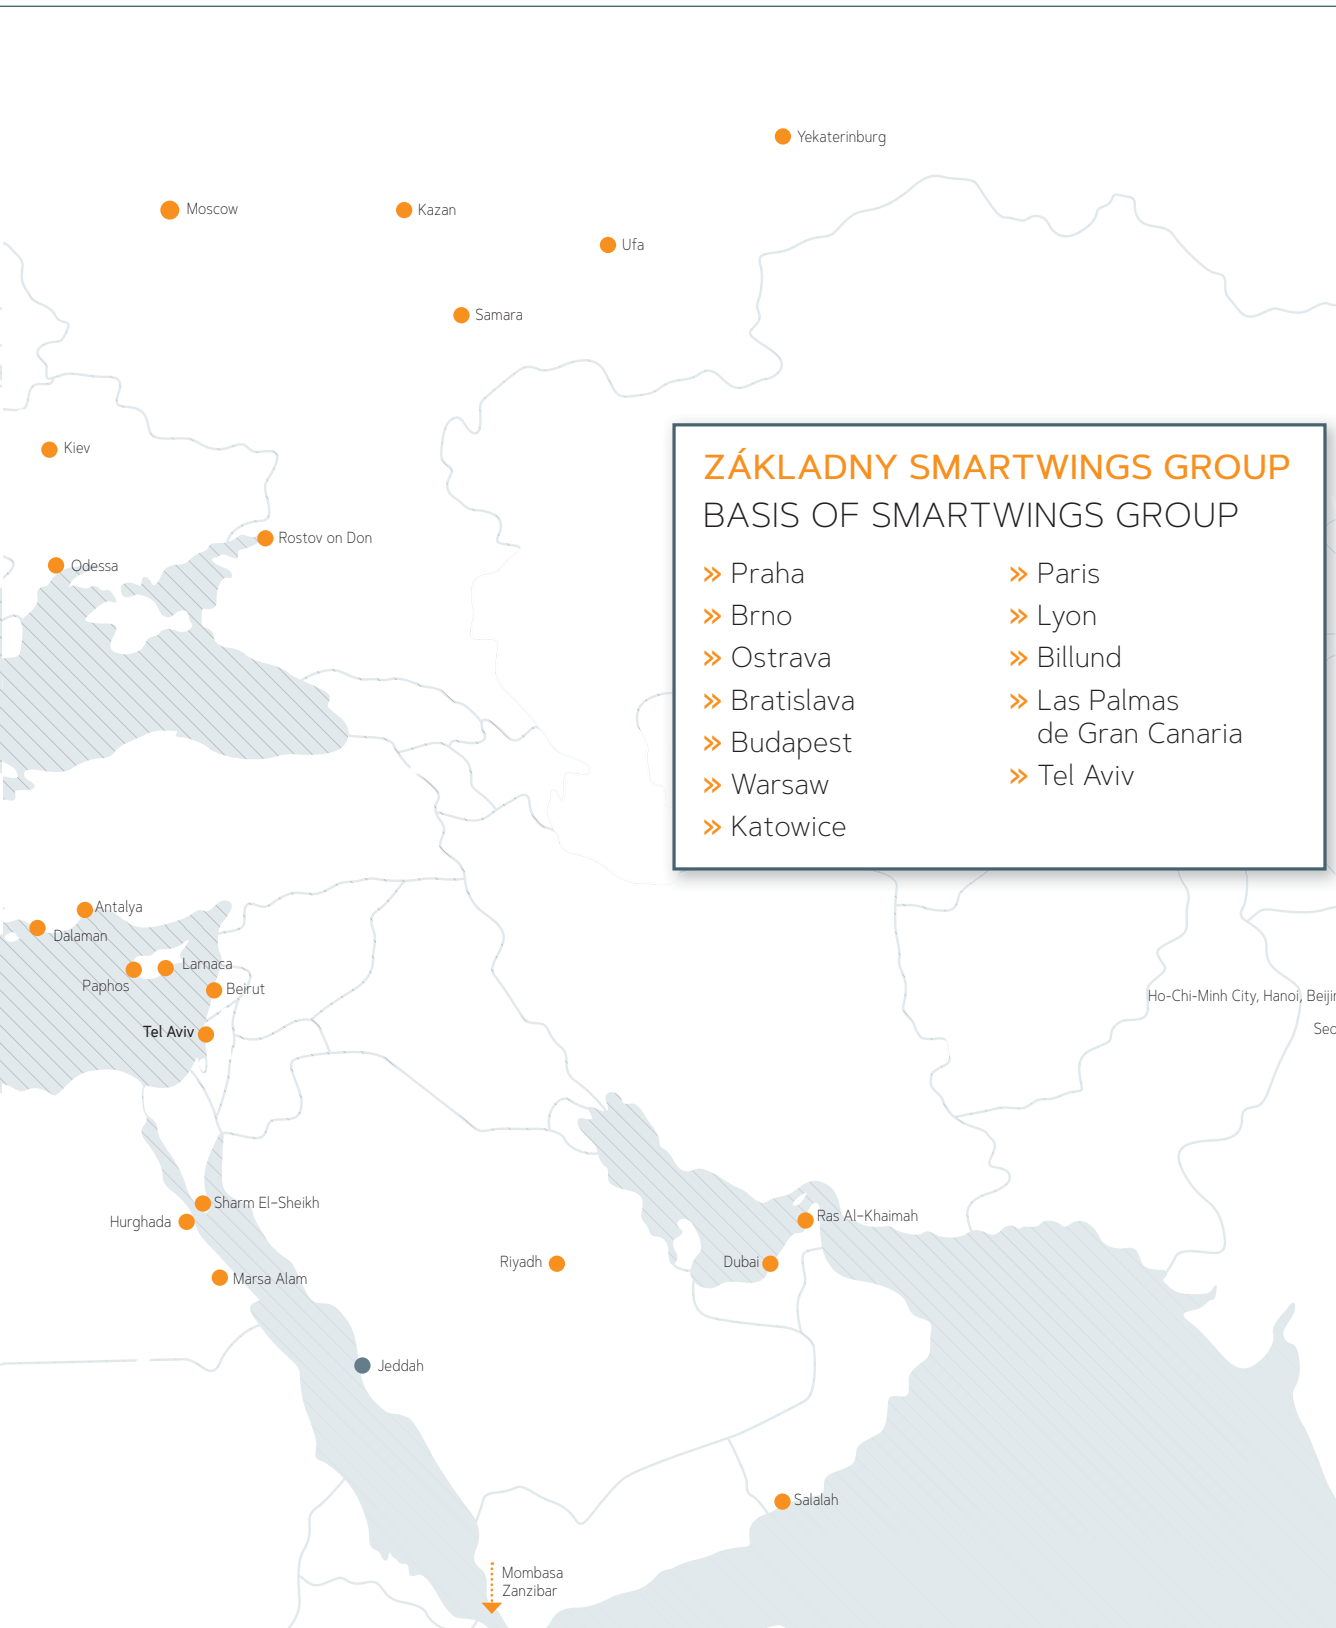 Yekaterinburg
Moscow
Kazan
Ufa
Samara
Kiev
Rostov on Don
Odessa
ZÁKLADNY SMARTWINGS GROUP
BASIS OF SMARTWINGS GROUP
» Praha
» Brno
» Ostrava
» Bratislava
» Budapest
» Warsaw
» Katowice
» Paris
» Lyon
» Billund
» Las Palmas
de Gran Canaria
» Tel Aviv
Antalya
Dalaman
Larnaca
Paphos
Beirut
Tel Aviv
Ho-Chi-Minh City, Hanoi,
Sharm El-Sheikh
Hurghada
Ras Al-Khaimah
Riyadh
Dubai
Marsa Alam
Jeddah
Salalah
Mombasa
Zanzibar